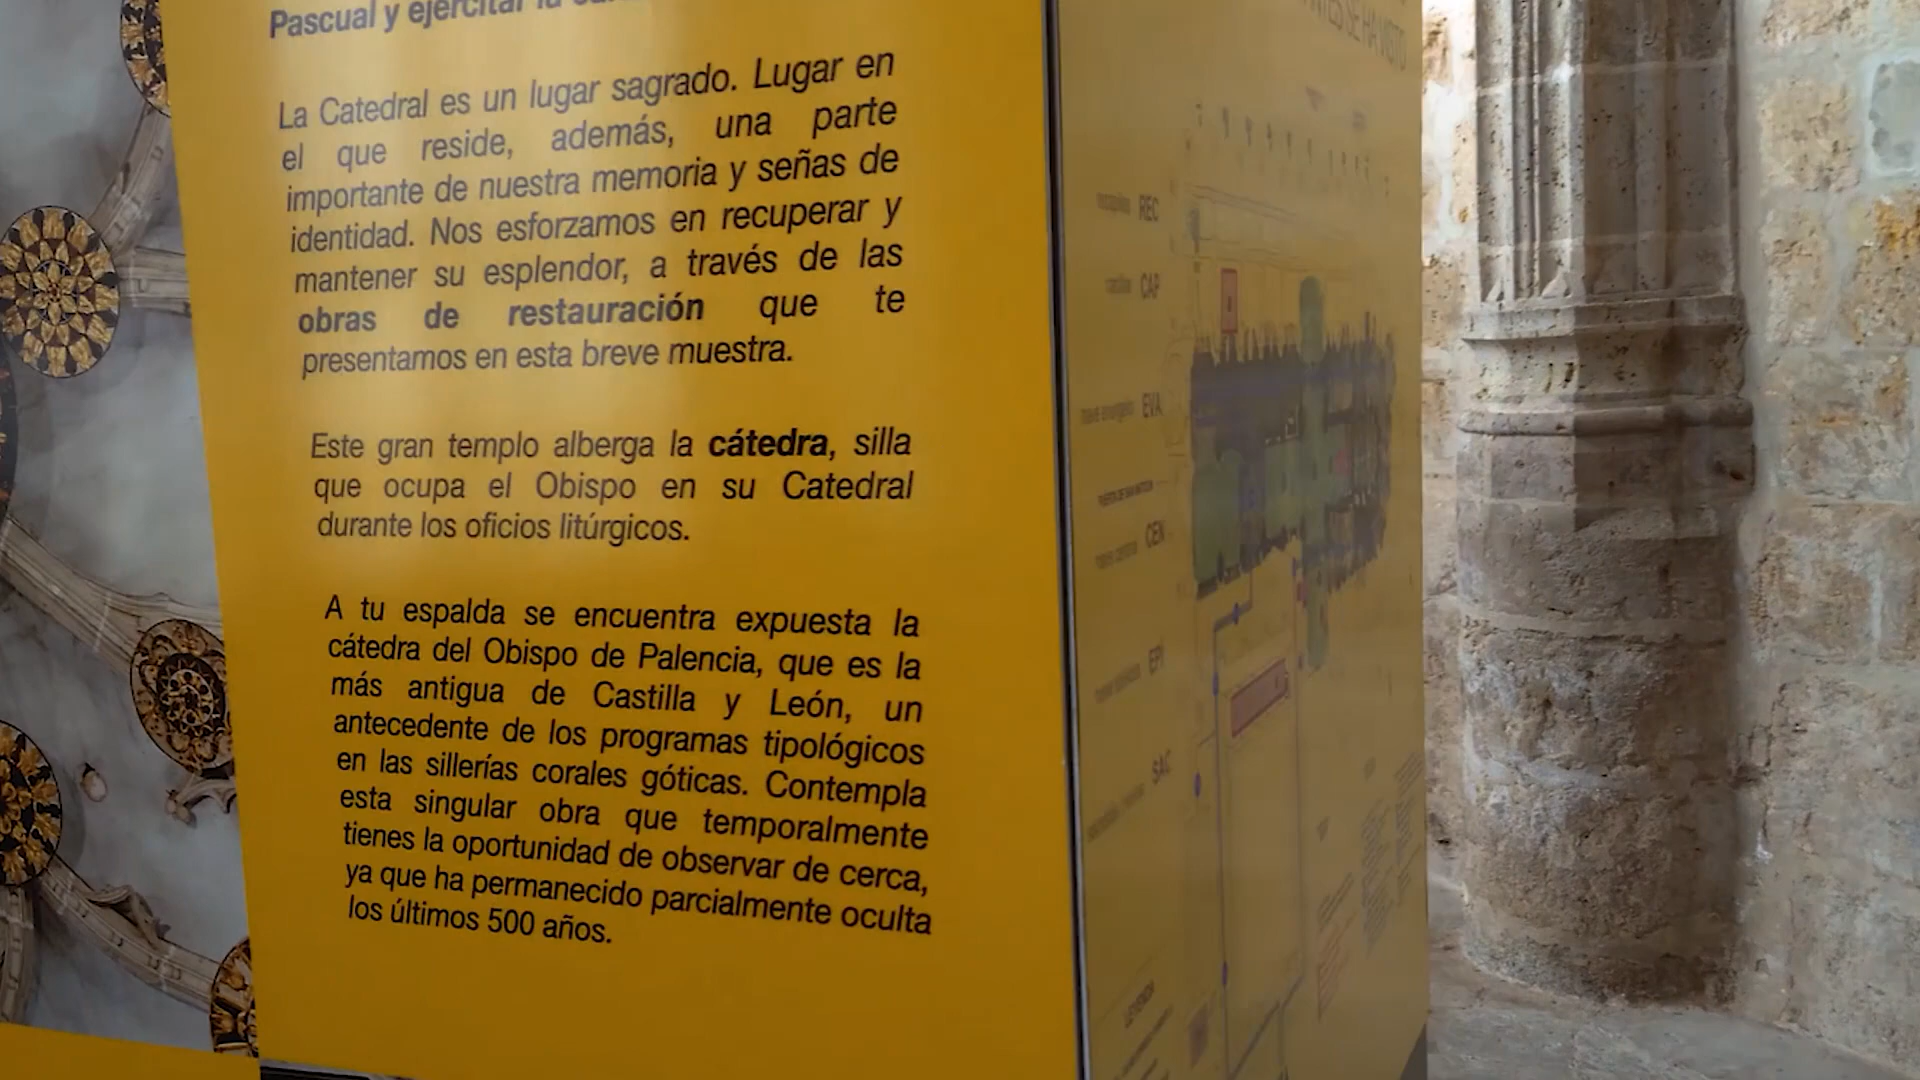 Pascual y ejercitar la
La Catedral es un lugar sagrado. Lugar en
el que reside, además, una parte
importante de nuestra memoria y señas de
identidad. Nos esforzamos en recuperar y
mantener su esplendor, a través de las
obras de restauración que te
presentamos en esta breve muestra.
Este gran templo alberga la cátedra, silla
que ocupa el Obispo en su Catedral
durante los oficios litúrgicos.
A tu espalda se encuentra expuesta la
cátedra del Obispo de Palencia, que es la
más antigua de Castilla y León, un
antecedente de los programas tipológicos
en las sillerías corales góticas. Contempla
esta singular obra que temporalmente
tienes la oportunidad de observar de cerca,
ya que ha permanecido parcialmente oculta
los últimos 500 años.
SE HA VISTO
REC
CAP
EVA
CEN
EPI
SAC
LEYENDA